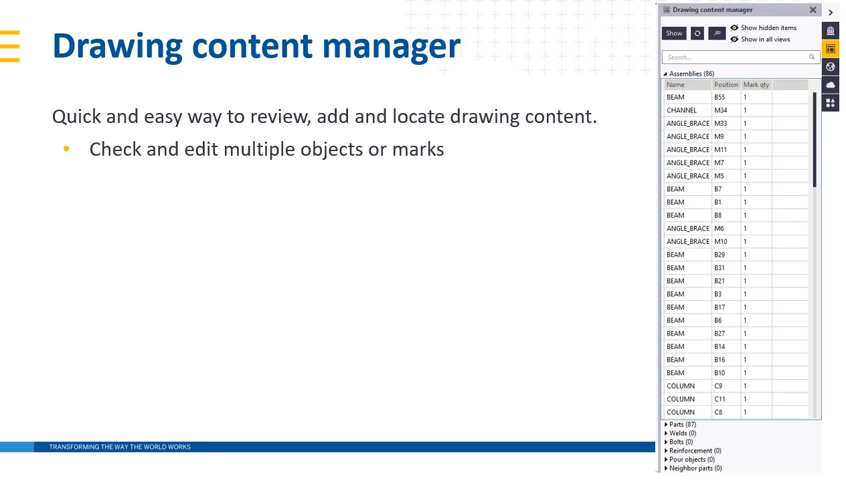 Drawing content manager
Quick and easy way to review, add and locate drawing content.
• Check and edit multiple objects or marks
TRANSFORMING THE WAY THE WORLD WORKS
Drawing content manager
Show
Show hidden items
Show in all views
Search...
Assemblies (86)
Name Position Mark qty
BEAM B55 1
CHANNEL M34 1
ANGLE_BRACE M33 1
ANGLE_BRACE M9 1
ANGLE_BRACE M11 1
ANGLE_BRACE M7 1
ANGLE_BRACE M5 1
BEAM B7 1
BEAM B1 1
BEAM B8 1
ANGLE_BRACE M6 1
ANGLE_BRACE M10 1
BEAM B29 1
BEAM B31 1
BEAM B21 1
BEAM B3 1
BEAM B17 1
BEAM B6 1
BEAM B27 1
BEAM B14 1
BEAM B16 1
BEAM B10 1
COLUMN C9 1
COLUMN C11 1
COLUMN C8 1
Parts (87)
Welds (0)
Bolts (0)
Reinforcement (0)
Pour objects (0)
Neighbor parts (0)